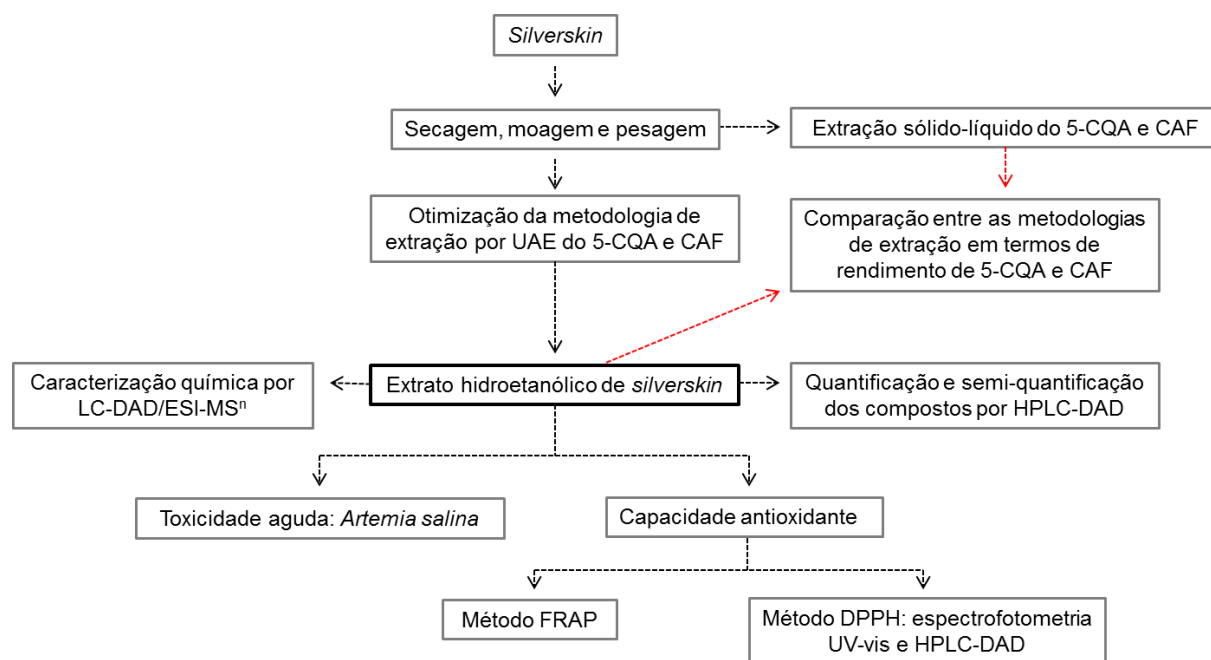 Silverskin
Secagem, moagem e pesagem
Extração sólido-líquido do 5-CQA e CAF
Otimização da metodologia de
extração por UAE do 5-CQA e CAF
Comparação entre as metodologias
de extração em termos de
rendimento de 5-CQA e CAF
Caracterização química por
LC-DAD/ESI-MSⁿ
Extrato hidroetanólico de silverskin
Quantificação e semi-quantificação
dos compostos por HPLC-DAD
Toxicidade aguda: Artemia salina
Capacidade antioxidante
Método FRAP
Método DPPH: espectrofotometria
UV-vis e HPLC-DAD